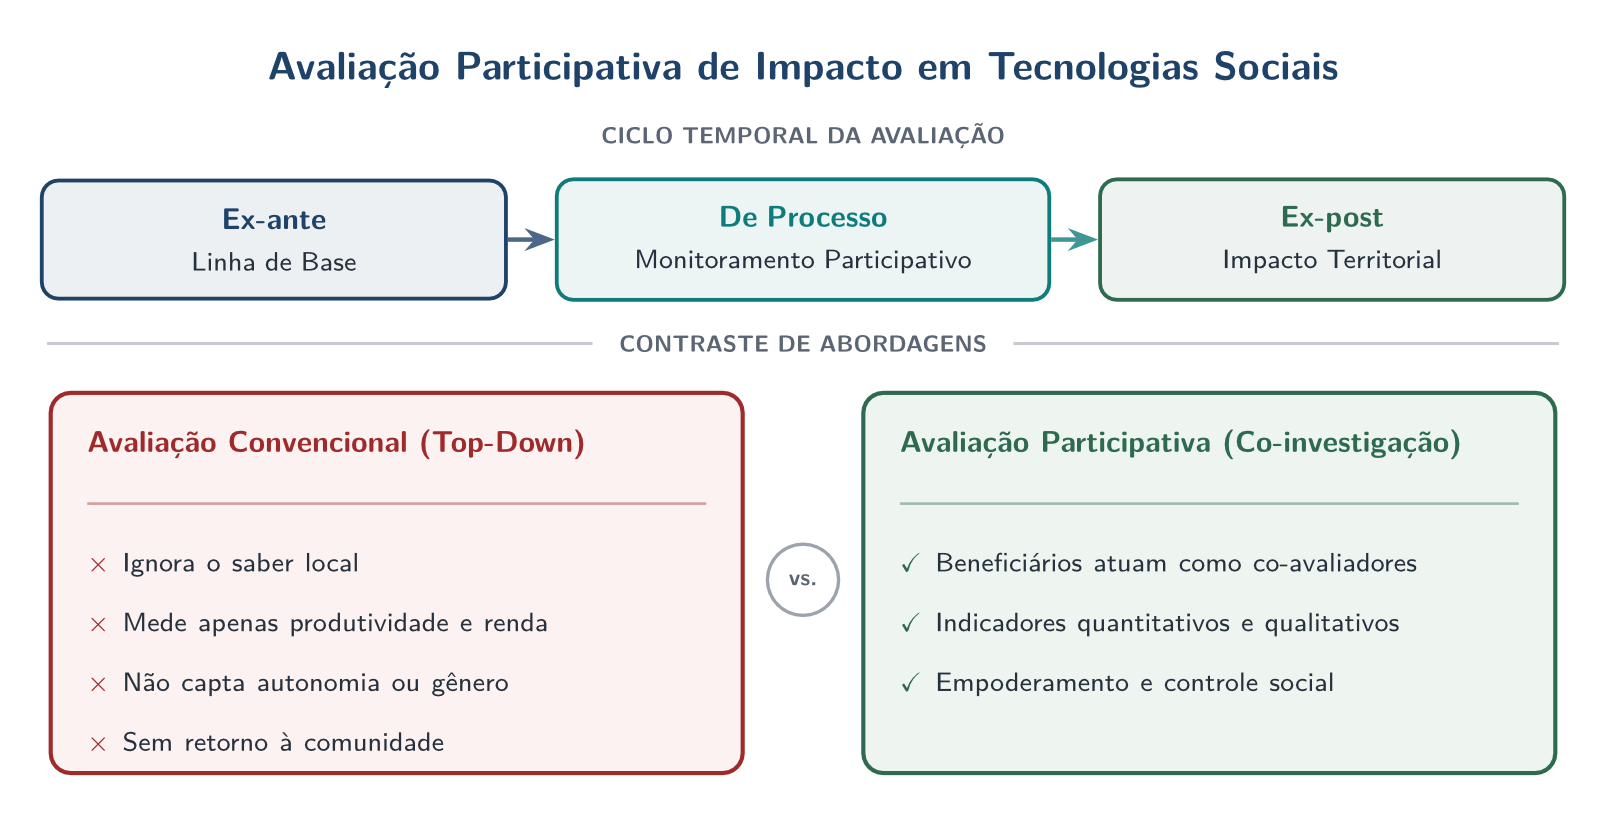 Avaliação Participativa de Impacto em Tecnologias Sociais
CICLO TEMPORAL DA AVALIAÇÃO
Ex-ante
Linha de Base
De Processo
Monitoramento Participativo
Ex-post
Impacto Territorial
CONTRASTE DE ABORDAGENS
Avaliação Convencional (Top-Down)
× Ignora o saber local
× Mede apenas produtividade e renda
× Não capta autonomia ou gênero
× Sem retorno à comunidade
vs.
Avaliação Participativa (Co-investigação)
✓ Beneficiários atuam como co-avaliadores
✓ Indicadores quantitativos e qualitativos
✓ Empoderamento e controle social